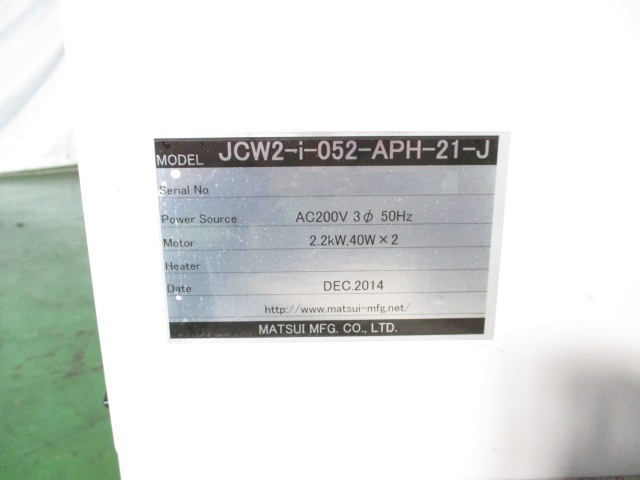 MODEL JCW2-i-052-APH-21-J
Serial No
Power Source AC200V 3φ 50Hz
Motor 2.2kW,40W×2
Heater
Date DEC.2014
http://www.matsui-mfg.net/
MATSUI MFG. CO., LTD.